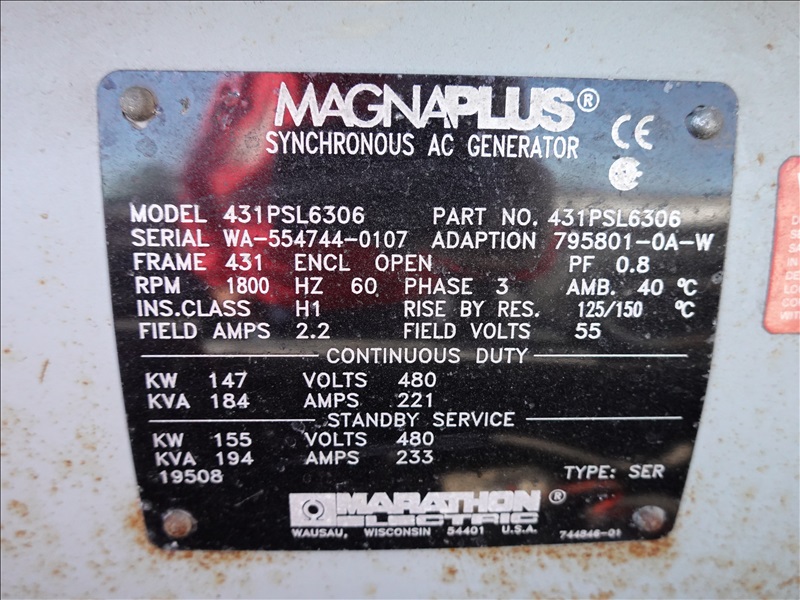 MAGNAPLUS®
CE
SYNCHRONOUS AC GENERATOR
MODEL 431PSL6306 PART NO. 431PSL6306
SERIAL WA-554744-0107 ADAPTION 795801-0A-W
FRAME 431 ENCL OPEN PF 0.8
RPM 1800 HZ 60 PHASE 3 AMB. 40 °C
INS.CLASS H1 RISE BY RES. 125/150 °C
FIELD AMPS 2.2 FIELD VOLTS 55
CONTINUOUS DUTY
KW 147 VOLTS 480
KVA 184 AMPS 221
STANDBY SERVICE
KW 155 VOLTS 480
KVA 194 AMPS 233
19508 TYPE: SER
MARATHON ®
ELECTRIC
WAUSAU, WISCONSIN 54401 U.S.A. 744846-01